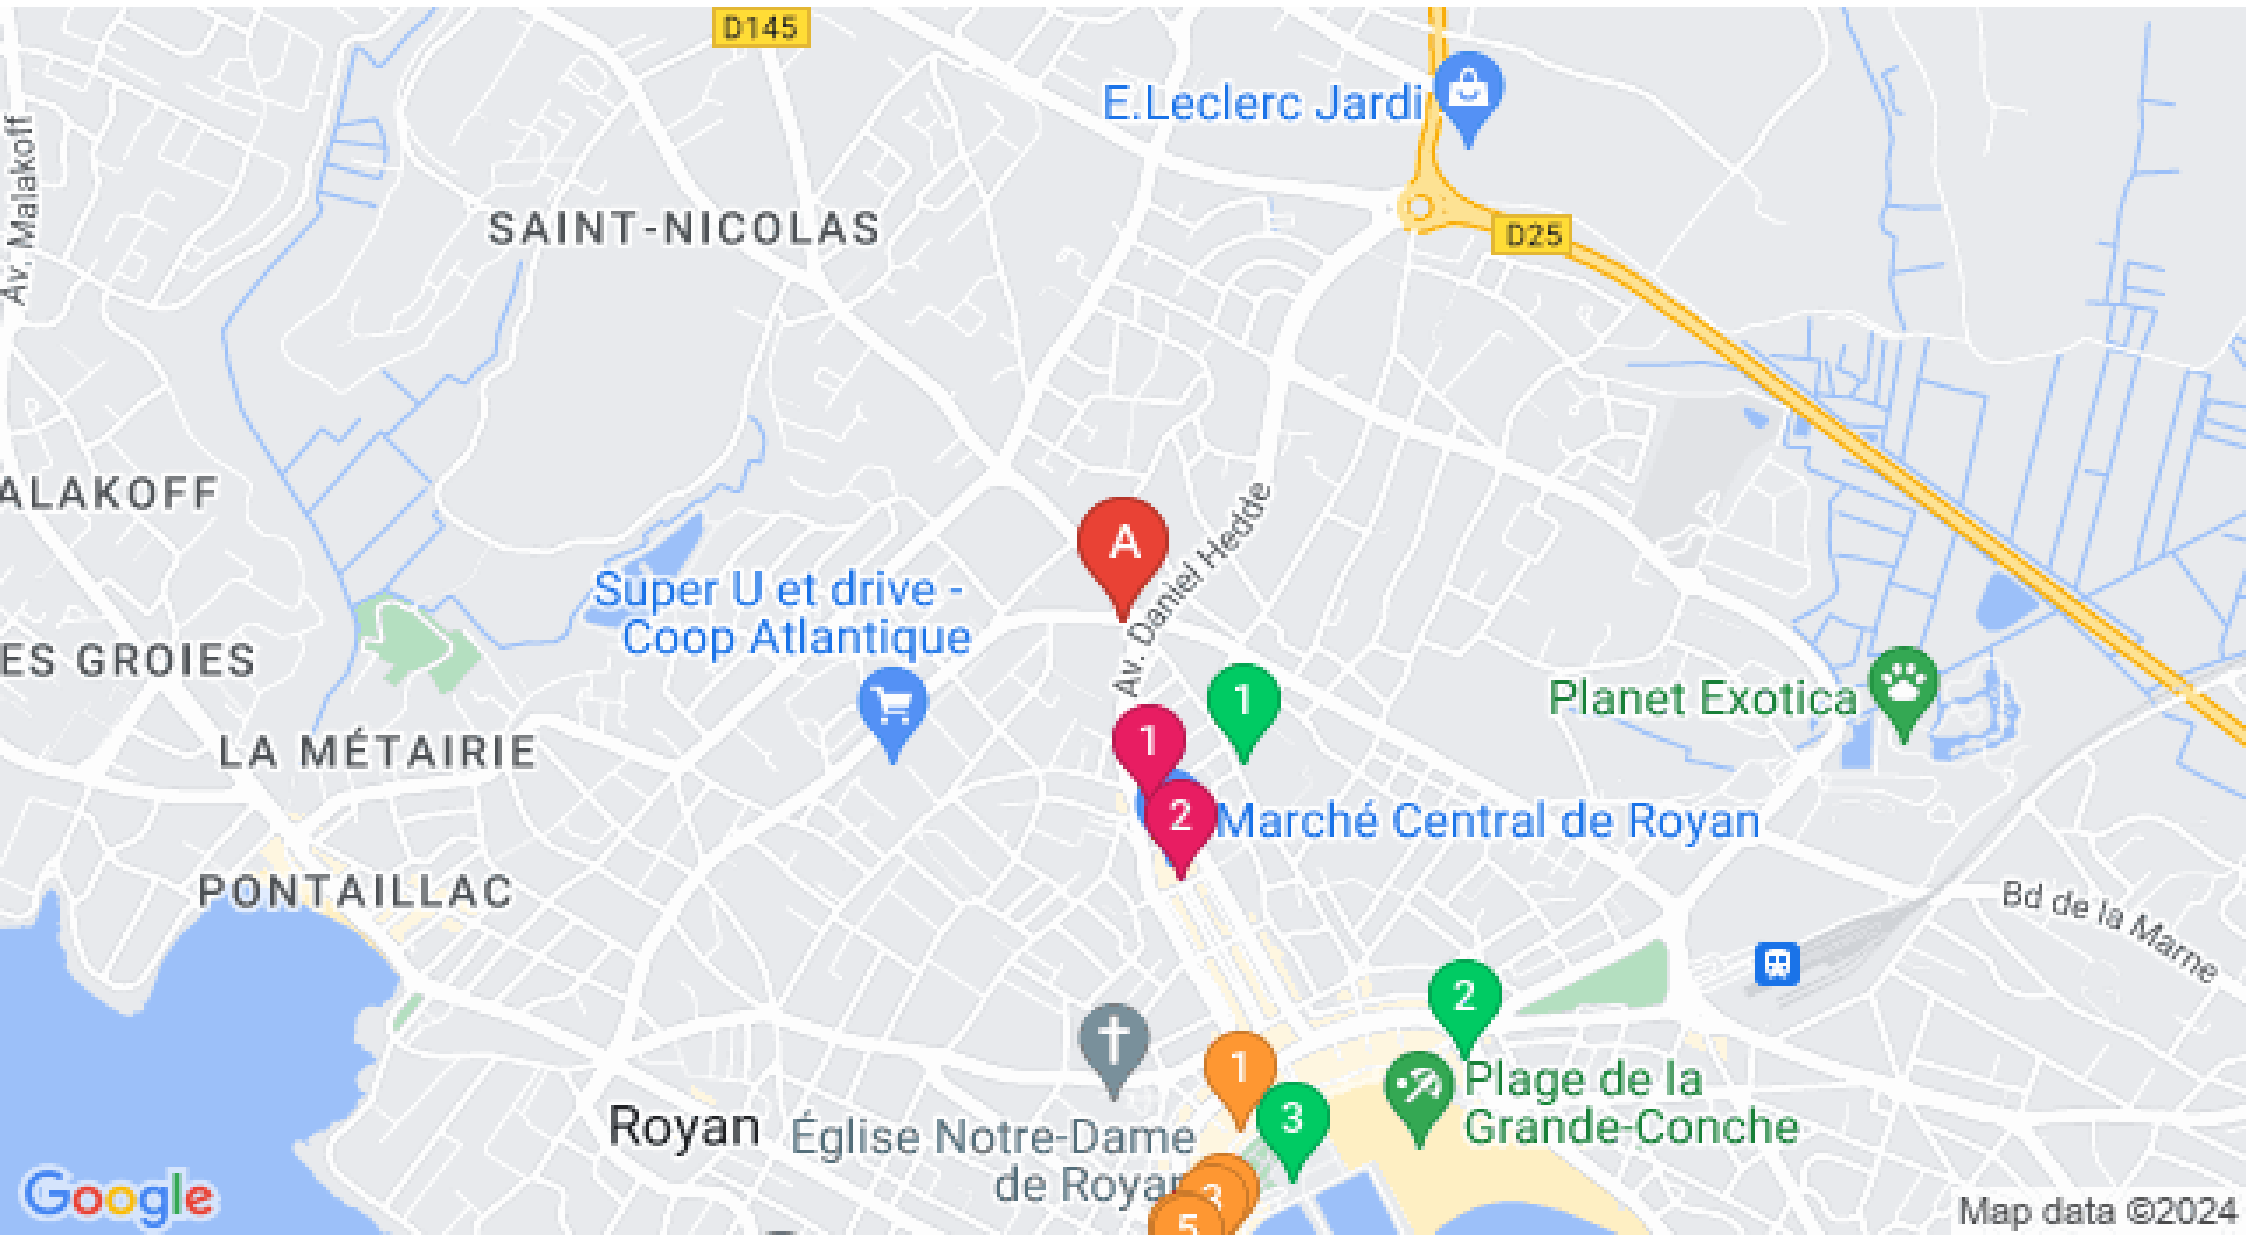 D145
E.Leclerc Jardi
Av. Malakoff
SAINT-NICOLAS
D25
ALAKOFF
A
Av. Daniel Hedde
Super U et drive -
Coop Atlantique
ES GROIES
1
Planet Exotica
1
LA MÉTAIRIE
2
Marché Central de Royan
PONTAILLAC
Bd de la Marne
2
1
Plage de la
Grande-Conche
3
Royan
Église Notre-Dame
de Royan
3
5
Google
Map data ©2024